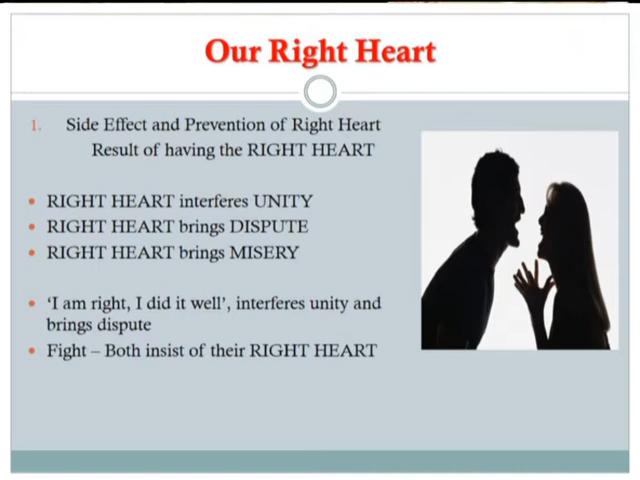 Our Right Heart
1. Side Effect and Prevention of Right Heart
Result of having the RIGHT HEART
• RIGHT HEART interferes UNITY
• RIGHT HEART brings DISPUTE
• RIGHT HEART brings MISERY
• ‘I am right, I did it well’, interferes unity and
brings dispute
• Fight – Both insist of their RIGHT HEART